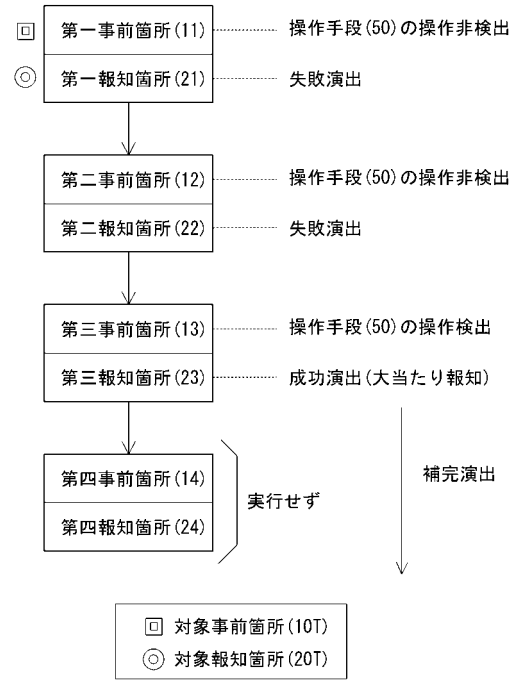 第一事前箇所(11) 操作手段(50)の操作非検出
第一報知箇所(21) 失敗演出
第二事前箇所(12) 操作手段(50)の操作非検出
第二報知箇所(22) 失敗演出
第三事前箇所(13) 操作手段(50)の操作検出
第三報知箇所(23) 成功演出(大当たり報知)
第四事前箇所(14)
第四報知箇所(24)
実行せず
補完演出
対象事前箇所(10T)
対象報知箇所(20T)